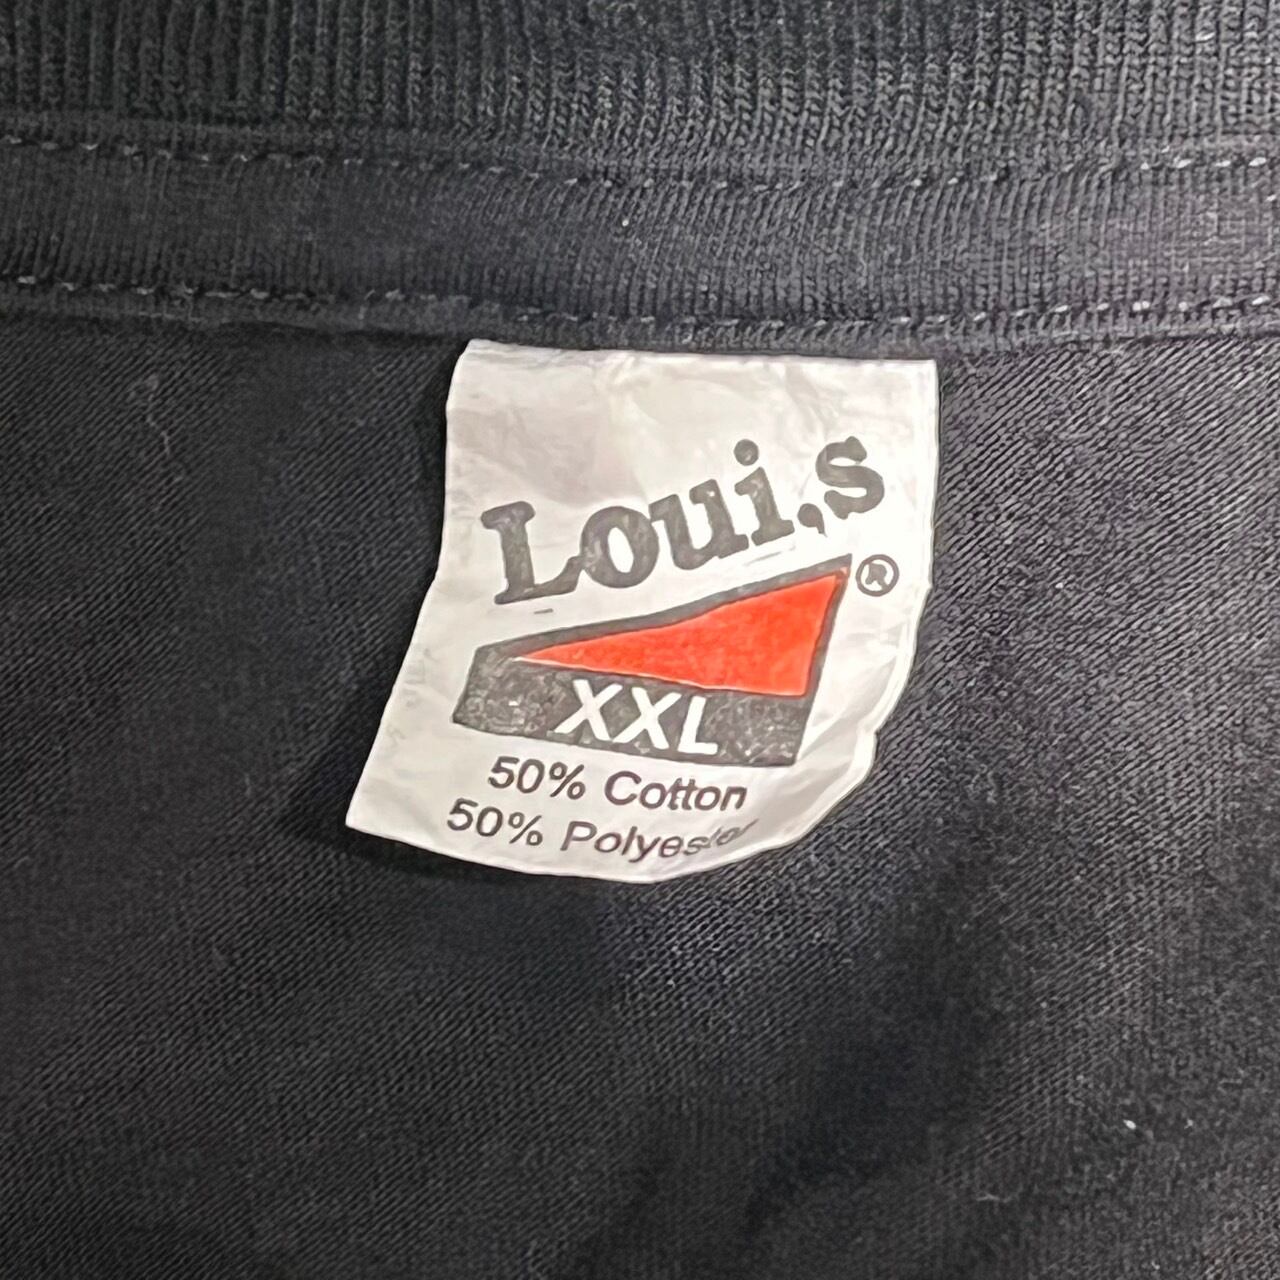 Loui,s
®
XXL
50% Cotton
50% Polyester